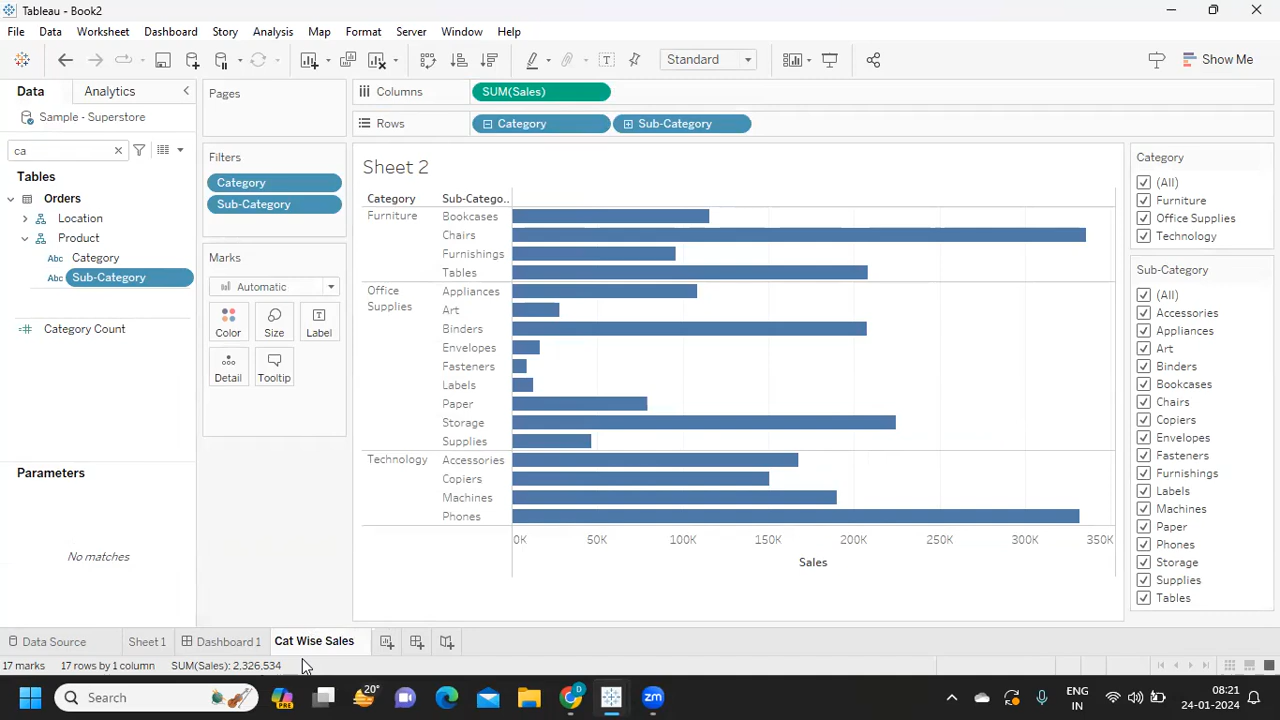 Tableau - Book2
File Data Worksheet Dashboard Story Analysis Map Format Server Window Help
Standard
Show Me
Data Analytics
Sample - Superstore
ca
Tables
Orders
Location
Product
Abc Category
Abc Sub-Category
Category Count
Parameters
No matches
Pages
Filters
Category
Sub-Category
Marks
Automatic
Color Size Label
Detail Tooltip
Columns SUM(Sales)
Rows Category Sub-Category
Sheet 2
Category Sub-Catego..
Furniture Bookcases
Chairs
Furnishings
Tables
Office Supplies Appliances
Art
Binders
Envelopes
Fasteners
Labels
Paper
Storage
Supplies
Technology Accessories
Copiers
Machines
Phones
0K 50K 100K 150K 200K 250K 300K 350K
Sales
Category
(All)
Furniture
Office Supplies
Technology
Sub-Category
(All)
Accessories
Appliances
Art
Binders
Bookcases
Chairs
Copiers
Envelopes
Fasteners
Furnishings
Labels
Machines
Paper
Phones
Storage
Supplies
Tables
Data Source Sheet 1 Dashboard 1 Cat Wise Sales
17 marks 17 rows by 1 column SUM(Sales): 2,326,534
Search
PRE
20°
D
zm
ENG
IN
08:21
24-01-2024